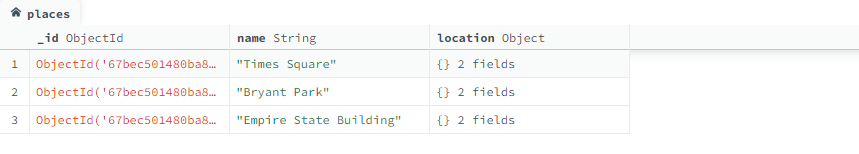 places
_id ObjectId name String location Object
1 ObjectId('67bec501480ba8… "Times Square" {} 2 fields
2 ObjectId('67bec501480ba8… "Bryant Park" {} 2 fields
3 ObjectId('67bec501480ba8… "Empire State Building" {} 2 fields